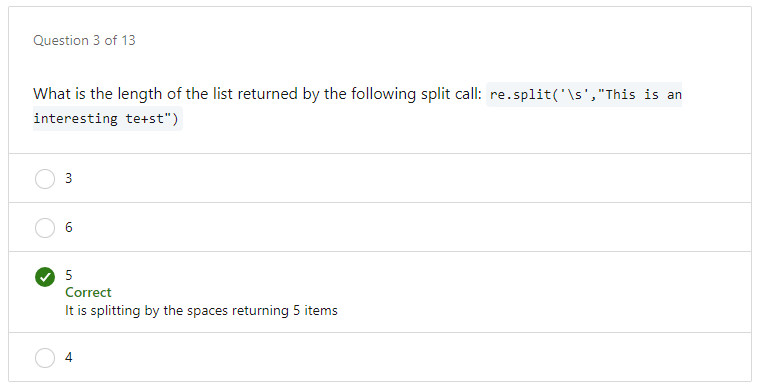 Question 3 of 13
What is the length of the list returned by the following split call: re.split('\s',"This is an
interesting te+st")
3
6
5
Correct
It is splitting by the spaces returning 5 items
4